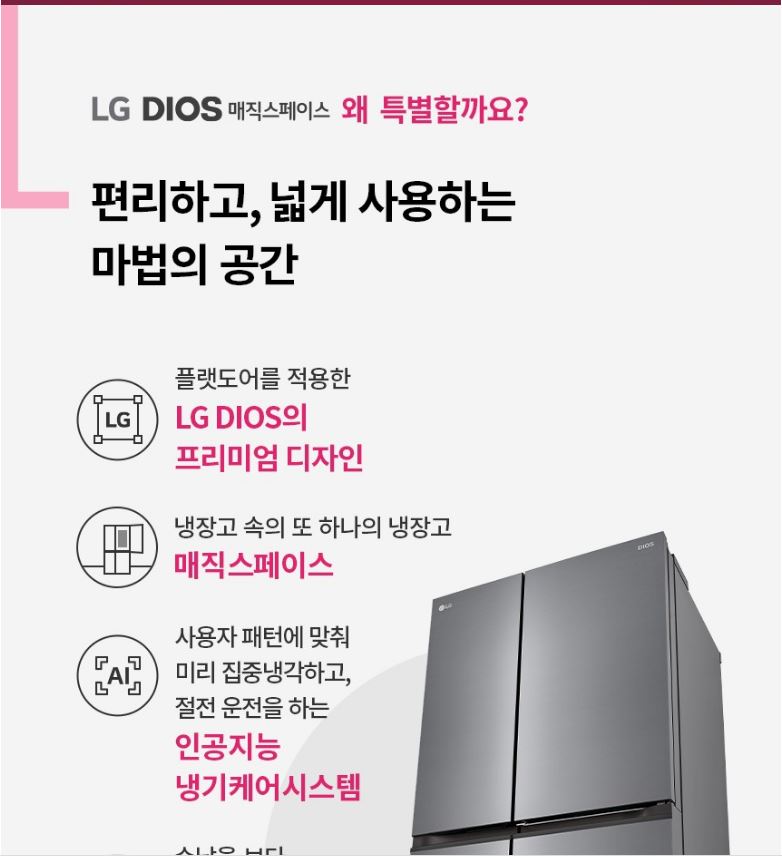 LG DIOS 매직스페이스 왜 특별할까요?
편리하고, 넓게 사용하는
마법의 공간
플랫도어를 적용한
LG
LG DIOS의
프리미엄 디자인
냉장고 속의 또 하나의 냉장고
매직스페이스
DIOS
LG
사용자 패턴에 맞춰
미리 집중냉각하고,
AI
절전 운전을 하는
인공지능
냉기케어시스템